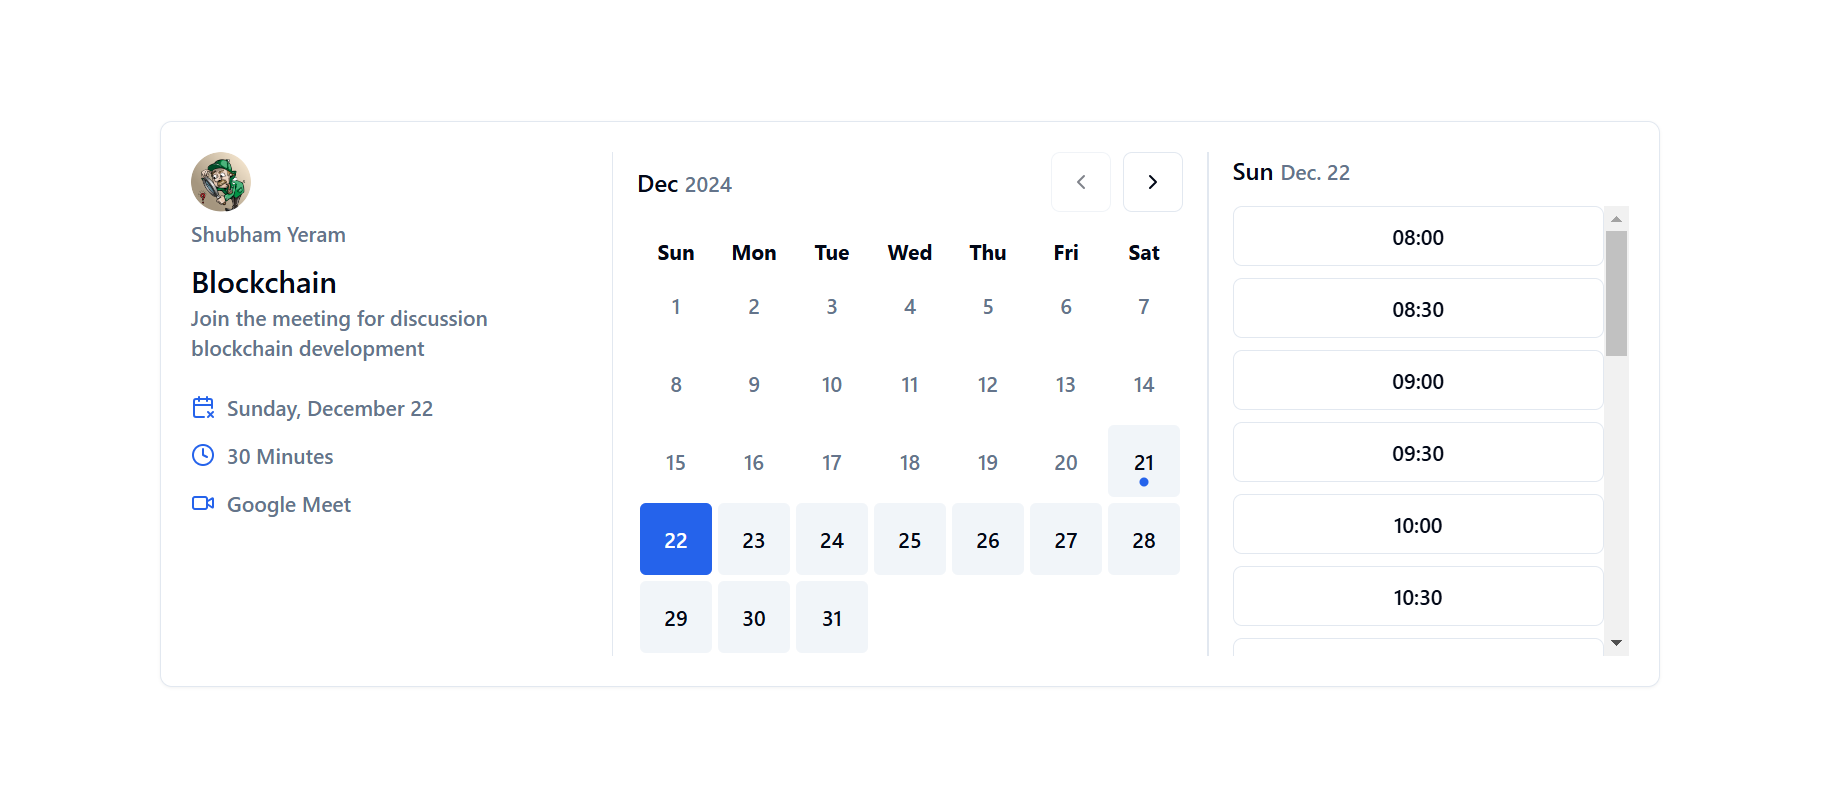 Shubham Yeram
Blockchain
Join the meeting for discussion
blockchain development
Sunday, December 22
30 Minutes
Google Meet
Dec 2024
Sun Mon Tue Wed Thu Fri Sat
1 2 3 4 5 6 7
8 9 10 11 12 13 14
15 16 17 18 19 20 21
22 23 24 25 26 27 28
29 30 31
Sun Dec. 22
08:00
08:30
09:00
09:30
10:00
10:30